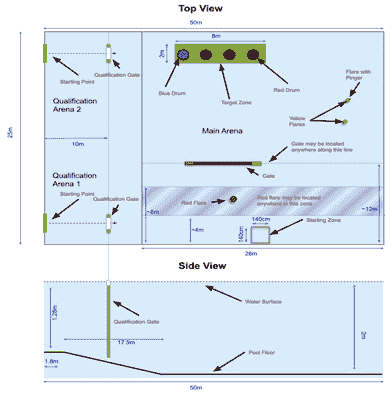 Top View
50m
8m
2m
Flare with
Pinger
Starting Point
Qualification Gate
Blue Drum
Target Zone
Red Drum
Qualification
Arena 2
Yellow
Flares
Main Arena
25m
Gate may be located
anywhere along this line
10m
Qualification
Arena 1
Starting Point
Gate
Red Flare
Red flare may be located
anywhere in this zone
Qualification Gate
~6m
140cm
Starting Zone
~12m
~4m
140cm
28m
Side View
Water Surface
1.28m
Qualification Gate
2m
17.5m
Pool Floor
1.8m
50m